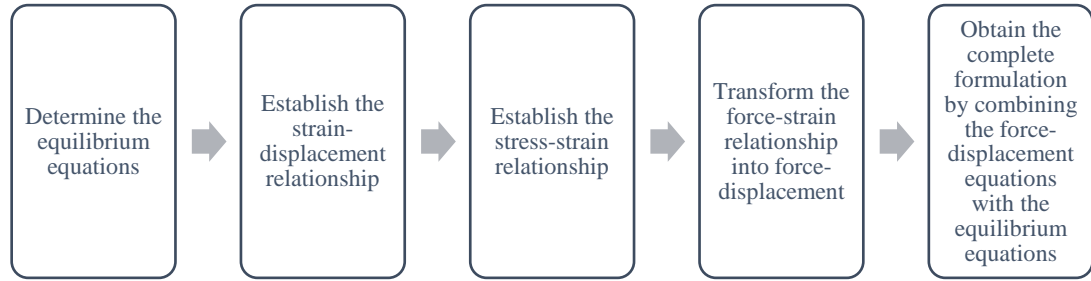 Determine the
equilibrium
equations
Establish the
strain-
displacement
relationship
Establish the
stress-strain
relationship
Transform the
force-strain
relationship
into force-
displacement
Obtain the
complete
formulation
by combining
the force-
displacement
equations
with the
equilibrium
equations